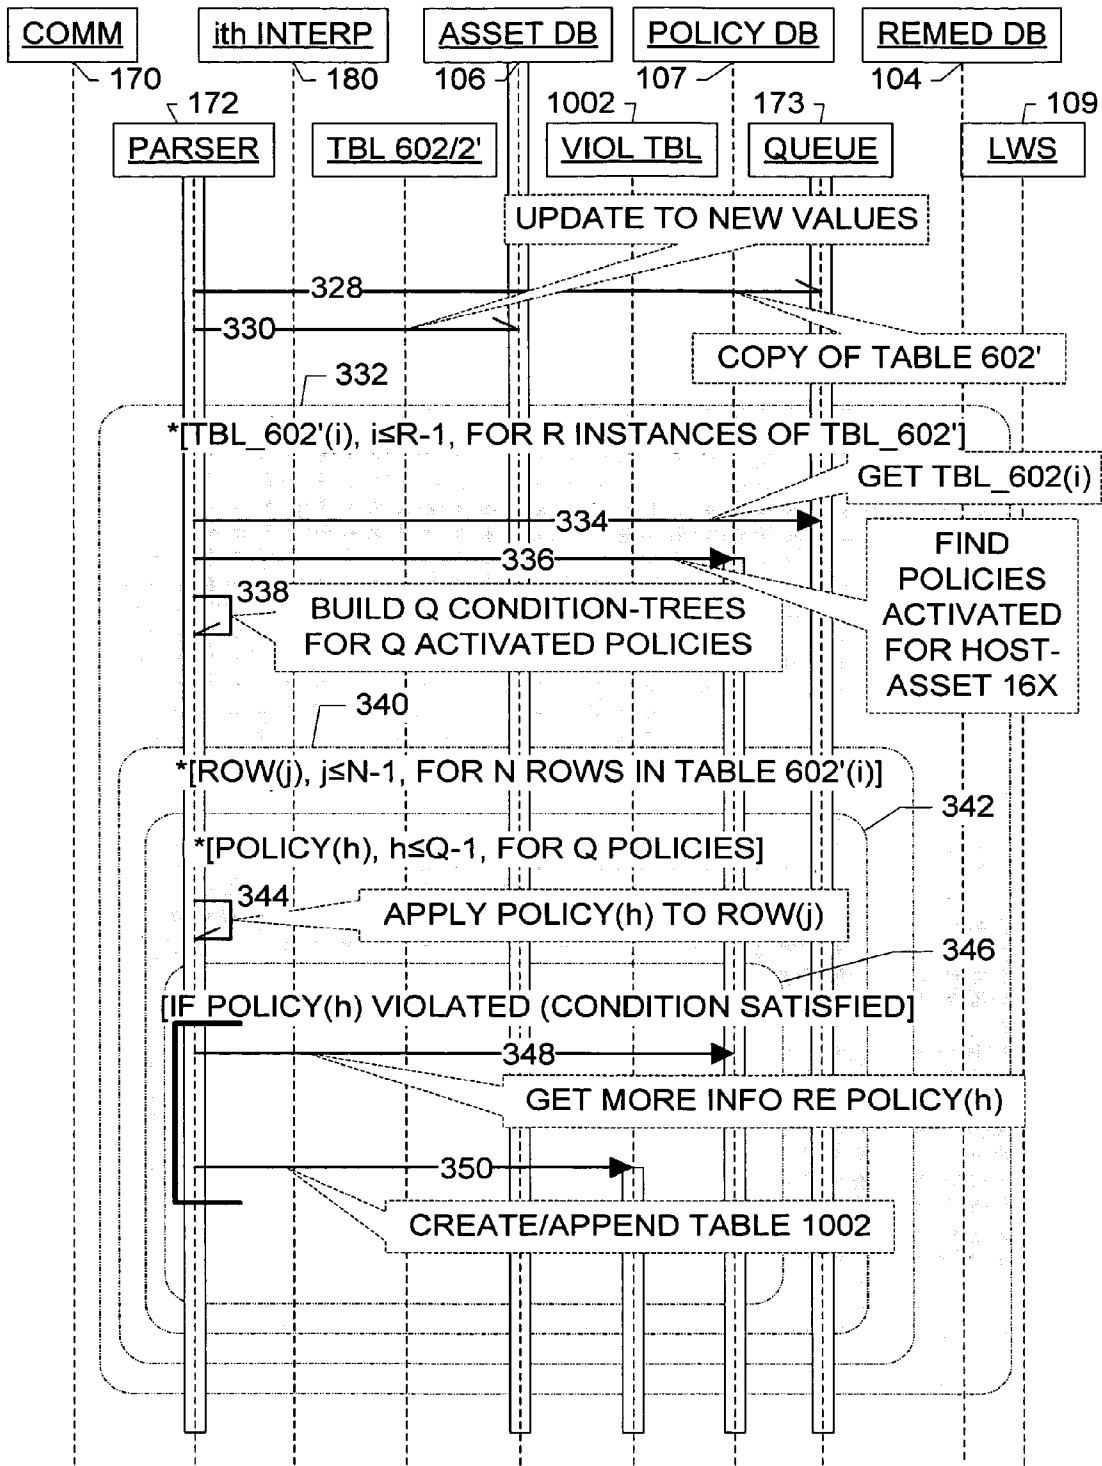 COMM
ith INTERP
ASSET DB
POLICY DB
REMED DB
170
180
106
107
104
172
1002
173
109
PARSER
TBL 602/2'
VIOL TBL
QUEUE
LWS
UPDATE TO NEW VALUES
328
330
COPY OF TABLE 602'
332
*[TBL_602'(i), i≤R-1, FOR R INSTANCES OF TBL_602']
GET TBL_602(i)
334
336
FIND
POLICIES
ACTIVATED
FOR HOST-
ASSET 16X
338
BUILD Q CONDITION-TREES
FOR Q ACTIVATED POLICIES
340
*[ROW(j), j≤N-1, FOR N ROWS IN TABLE 602'(i)]
342
*[POLICY(h), h≤Q-1, FOR Q POLICIES]
344
APPLY POLICY(h) TO ROW(j)
346
[IF POLICY(h) VIOLATED (CONDITION SATISFIED]
348
GET MORE INFO RE POLICY(h)
350
CREATE/APPEND TABLE 1002